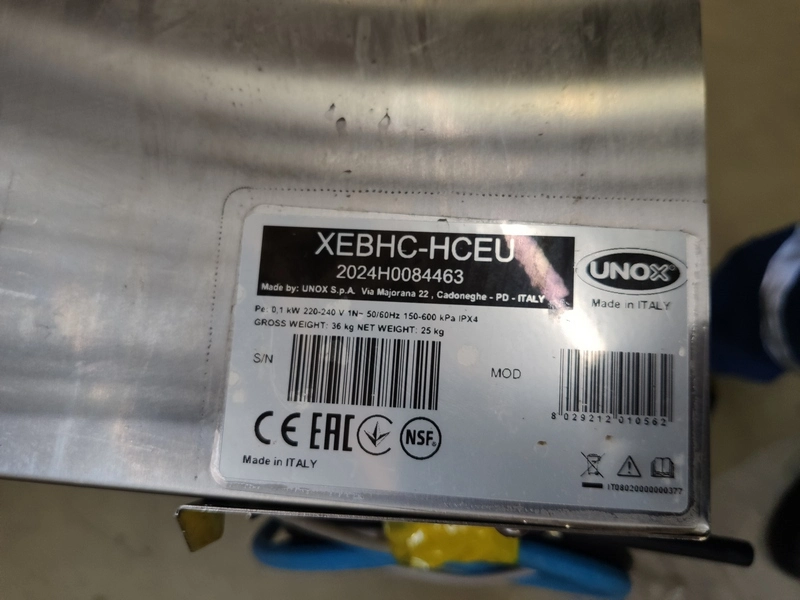 XEBHC-HCEU
2024H0084463
Made by: UNOX S.p.A. Via Majorana 22 , Cadoneghe - PD - ITALY
UNOX
Made in ITALY
Pe: 0,1 kW 220-240 V 1N~ 50/60Hz 150-600 kPa IPX4
GROSS WEIGHT: 36 kg NET WEIGHT: 25 kg
S/N
MOD
8 029212 010562
CE EAC NSF.
Made in ITALY
IT08020000000377